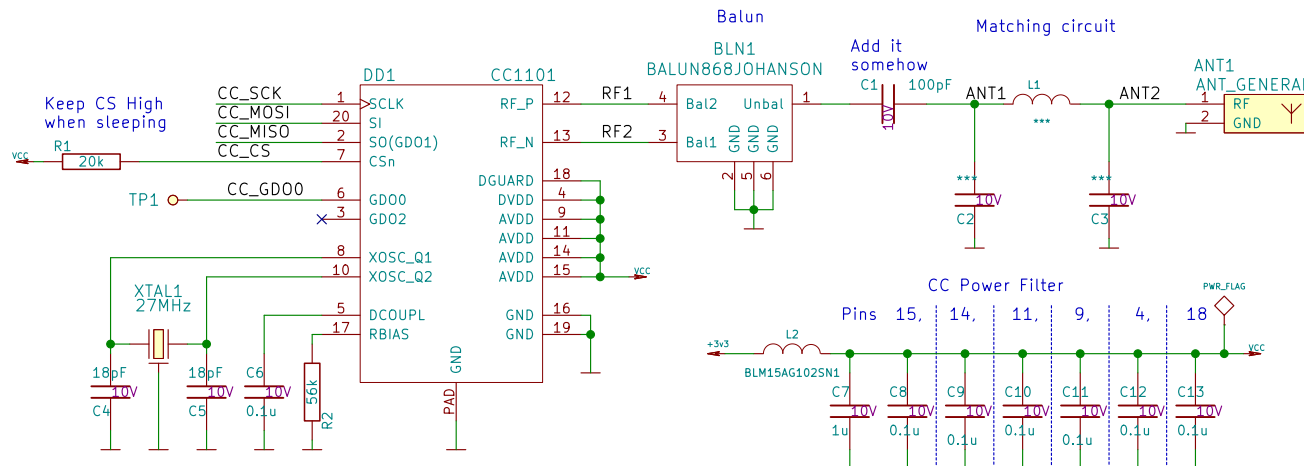 Balun
Matching circuit
BLN1
BALUN868JOHANSON
Add it
somehow
ANT1
ANT_GENERAL
DD1
CC1101
C1
100pF
10V
L1
***
ANT1
ANT2
1
RF
2
GND
Keep CS High
when sleeping
CC_SCK
1
SCLK
CC_MOSI
20
SI
CC_MISO
2
SO(GDO1)
CC_CS
7
CSn
VCC
R1
20k
RF_P
12
RF1
4
Bal2
Unbal
1
RF_N
13
RF2
3
Bal1
GND
GND
GND
2
5
6
TP1
CC_GDO0
6
GDO0
3
GDO2
DGUARD
18
DVDD
4
AVDD
9
AVDD
11
AVDD
14
AVDD
15
VCC
***
10V
C2
***
10V
C3
8
XOSC_Q1
10
XOSC_Q2
XTAL1
27MHz
5
DCOUPL
17
RBIAS
GND
16
GND
19
GND
PAD
18pF
10V
C4
18pF
10V
C5
C6
10V
0.1u
56k
R2
CC Power Filter
PWR_FLAG
Pins 15, 14, 11, 9, 4, 18
+3v3
L2
BLM15AG102SN1
VCC
C7
10V
1u
C8
10V
0.1u
C9
10V
0.1u
C10
10V
0.1u
C11
10V
0.1u
C12
10V
0.1u
C13
10V
0.1u